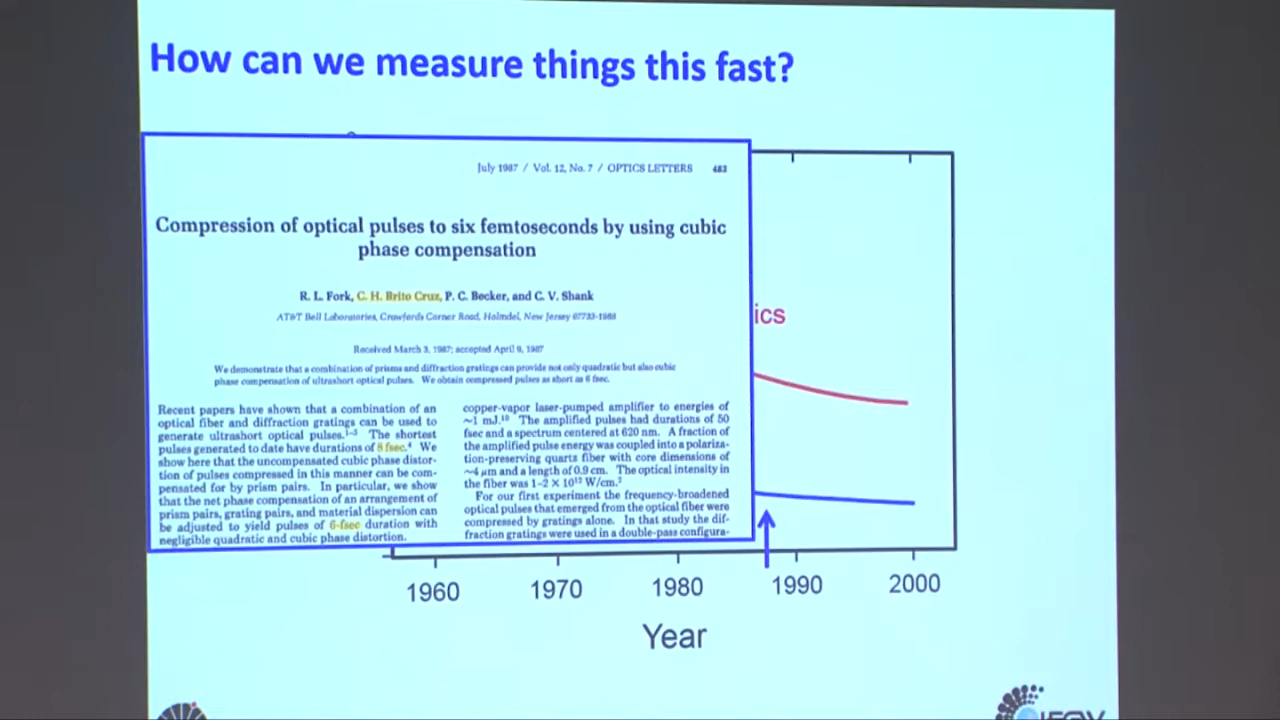 How can we measure things this fast?
July 1987 / Vol. 12, No. 7 / OPTICS LETTERS 483
Compression of optical pulses to six femtoseconds by using cubic
phase compensation
R. L. Fork, C. H. Brito Cruz, P. C. Becker, and C. V. Shank
AT&T Bell Laboratories, Crawfords Corner Road, Holmdel, New Jersey 07733-1988
Received March 3, 1987; accepted April 9, 1987
We demonstrate that a combination of prisms and diffraction gratings can provide not only quadratic but also cubic
phase compensation of ultrashort optical pulses. We obtain compressed pulses as short as 6 fsec.
Recent papers have shown that a combination of an
optical fiber and diffraction gratings can be used to
generate ultrashort optical pulses.1–3 The shortest
pulses generated to date have durations of 8 fsec.4 We
show here that the uncompensated cubic phase distor-
tion of pulses compressed in this manner can be com-
pensated for by prism pairs. In particular, we show
that the net phase compensation of an arrangement of
prism pairs, grating pairs, and material dispersion can
be adjusted to yield pulses of 6-fsec duration with
negligible quadratic and cubic phase distortion.
copper-vapor laser-pumped amplifier to energies of
~1 mJ.10 The amplified pulses had durations of 50
fsec and a spectrum centered at 620 nm. A fraction of
the amplified pulse energy was coupled into a polariza-
tion-preserving quartz fiber with core dimensions of
~4 μm and a length of 0.9 cm. The optical intensity in
the fiber was 1–2 × 10¹² W/cm.²
For our first experiment the frequency-broadened
optical pulses that emerged from the optical fiber were
compressed by gratings alone. In that study the dif-
fraction gratings were used in a double-pass configura-
ics
1960 1970 1980 1990 2000
Year